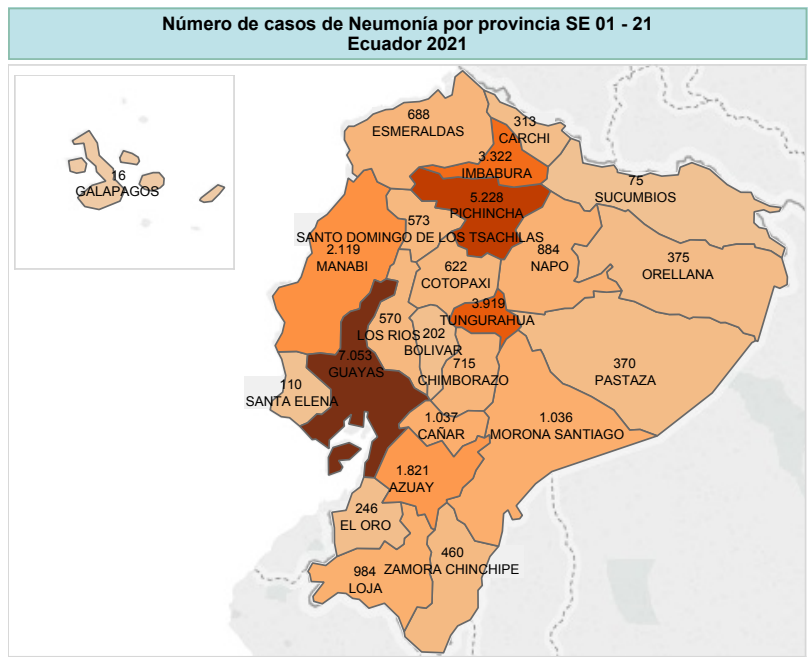 Número de casos de Neumonía por provincia SE 01 - 21
Ecuador 2021
688
ESMERALDAS
313
CARCHI
3.322
IMBABURA
16
GALAPAGOS
75
SUCUMBIOS
5.228
PICHINCHA
573
SANTO DOMINGO DE LOS TSACHILAS
2.119
MANABI
884
NAPO
375
ORELLANA
622
COTOPAXI
3.919
TUNGURAHUA
570
LOS RIOS
202
BOLIVAR
7.053
GUAYAS
715
CHIMBORAZO
370
PASTAZA
110
SANTA ELENA
1.037
CAÑAR
1.036
MORONA SANTIAGO
1.821
AZUAY
246
EL ORO
460
ZAMORA CHINCHIPE
984
LOJA